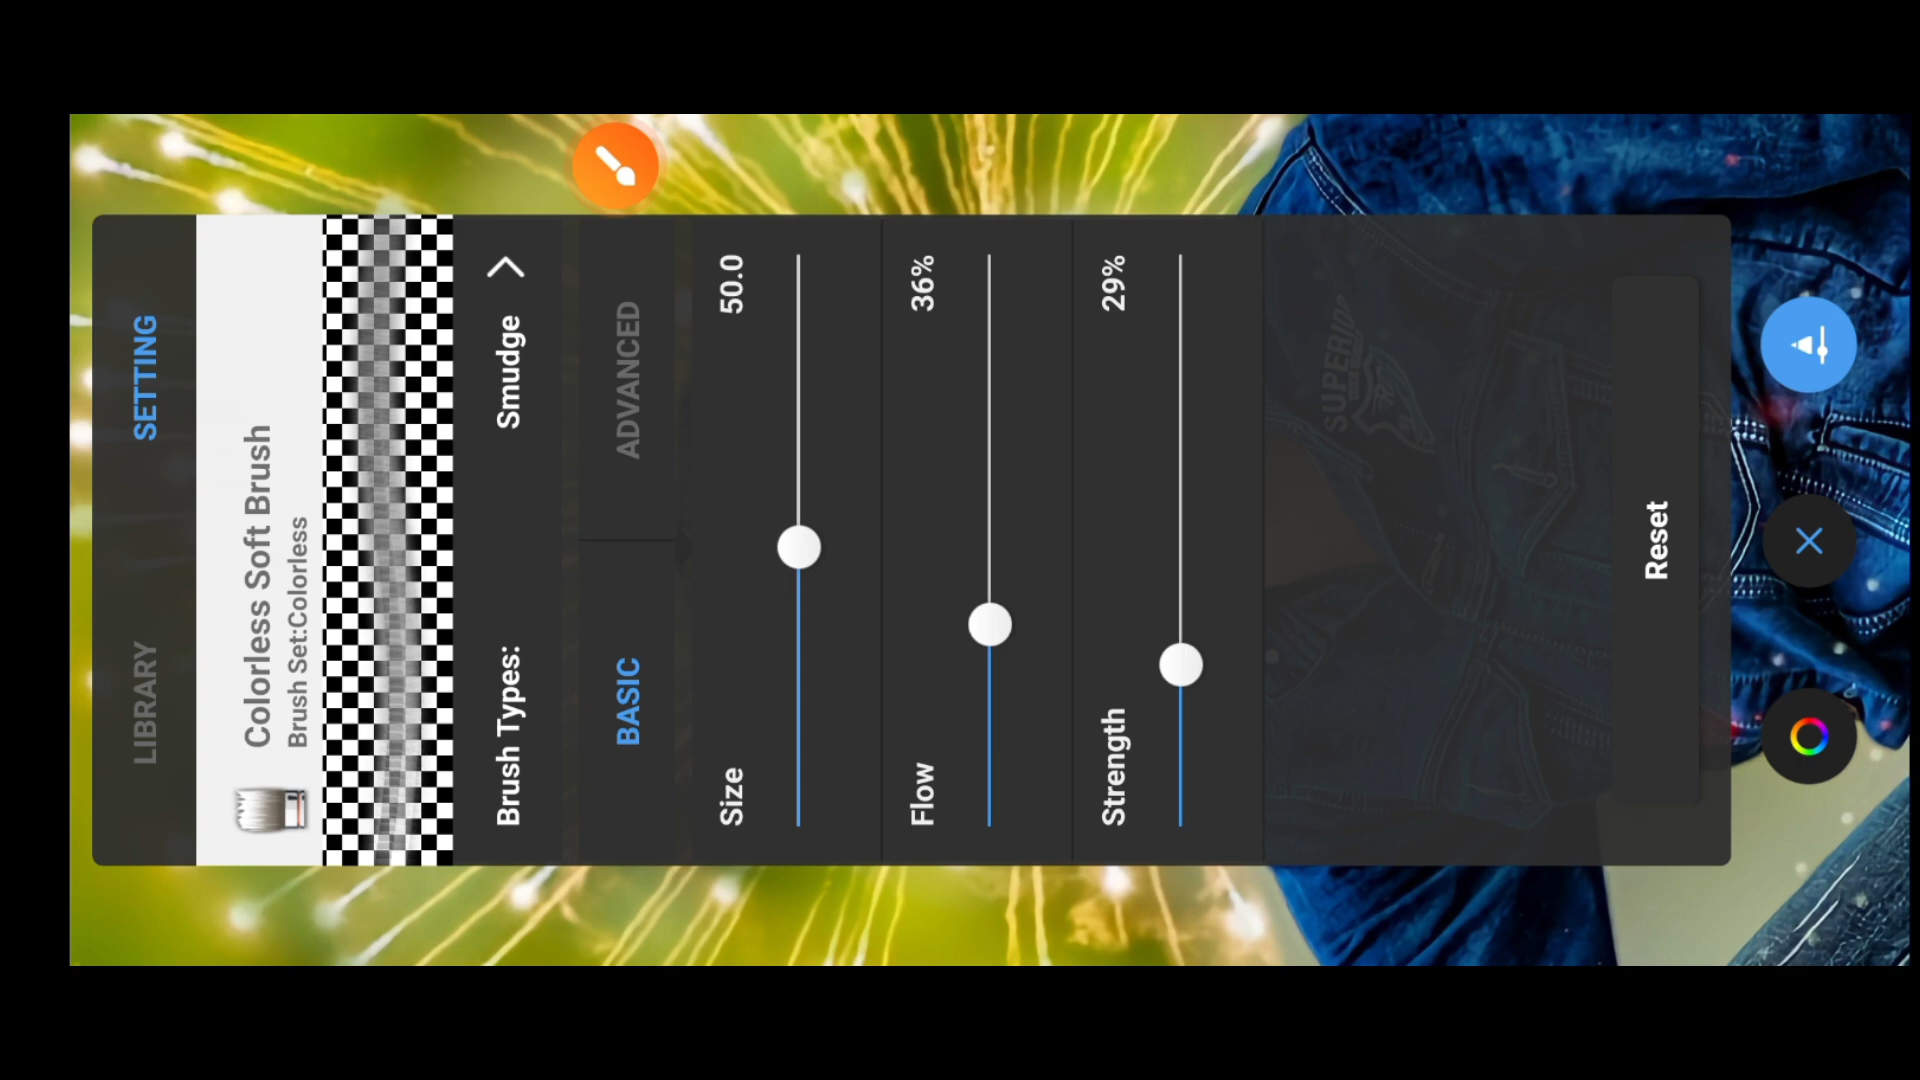 LIBRARY SETTING
Colorless Soft Brush
Brush Set:Colorless
Brush Types: Smudge
BASIC ADVANCED
Size 50.0
Flow 36%
Strength 29%
SUPERIOR
Reset